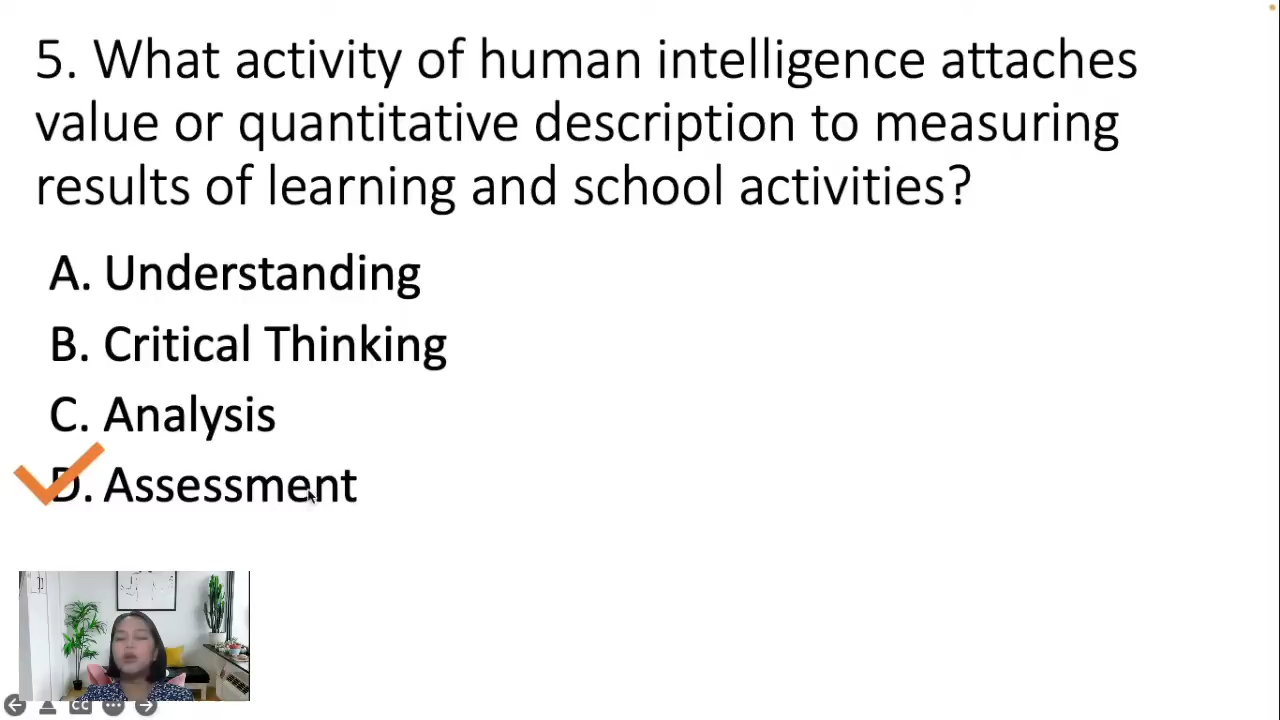 5. What activity of human intelligence attaches
value or quantitative description to measuring
results of learning and school activities?
A. Understanding
B. Critical Thinking
C. Analysis
D. Assessment
CC